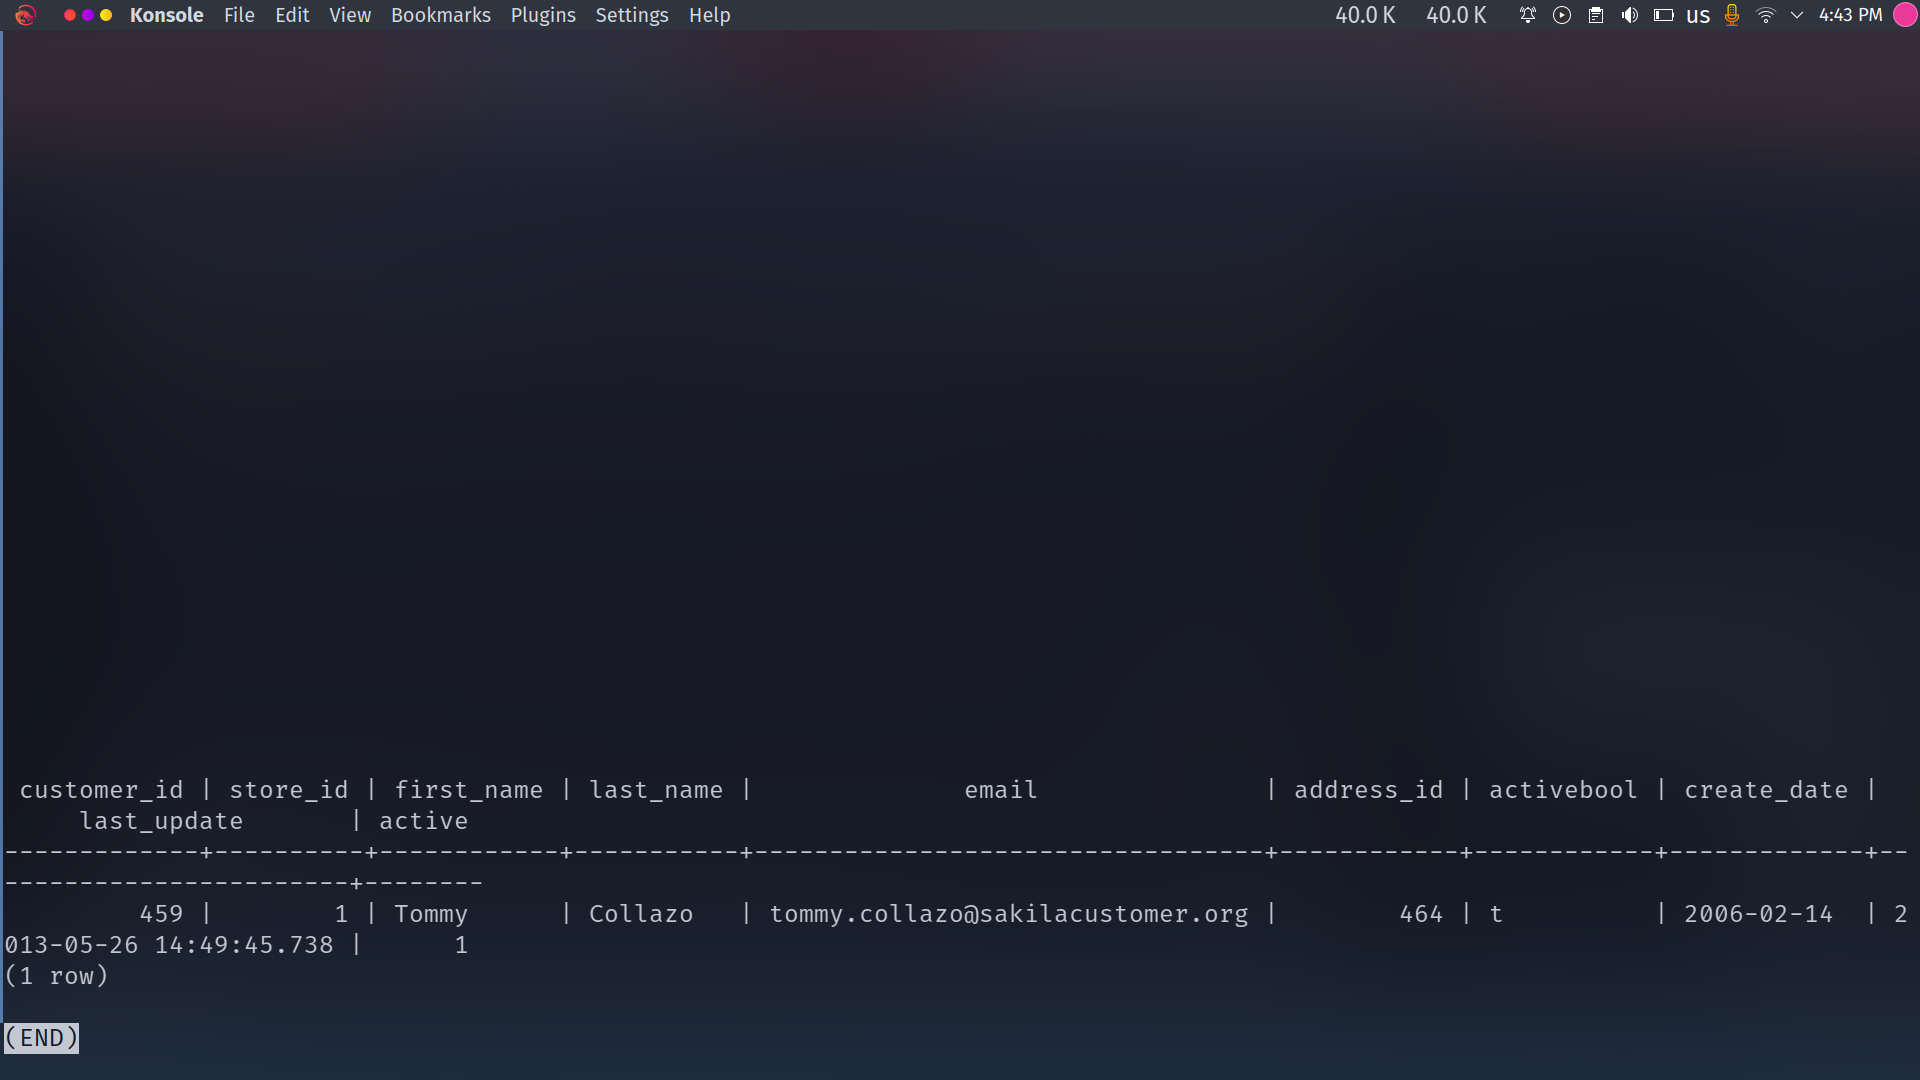 Konsole File Edit View Bookmarks Plugins Settings Help 40.0 K 40.0 K us 4:43 PM
customer_id | store_id | first_name | last_name |              email               | address_id | activebool | create_date |
     last_update       | active
-------------+----------+------------+-----------+----------------------------------+------------+------------+-------------+--
-----------------------+--------
         459 |        1 | Tommy      | Collazo   | tommy.collazo@sakilacustomer.org |        464 | t          | 2006-02-14  | 2
013-05-26 14:49:45.738 |      1
(1 row)
(END)